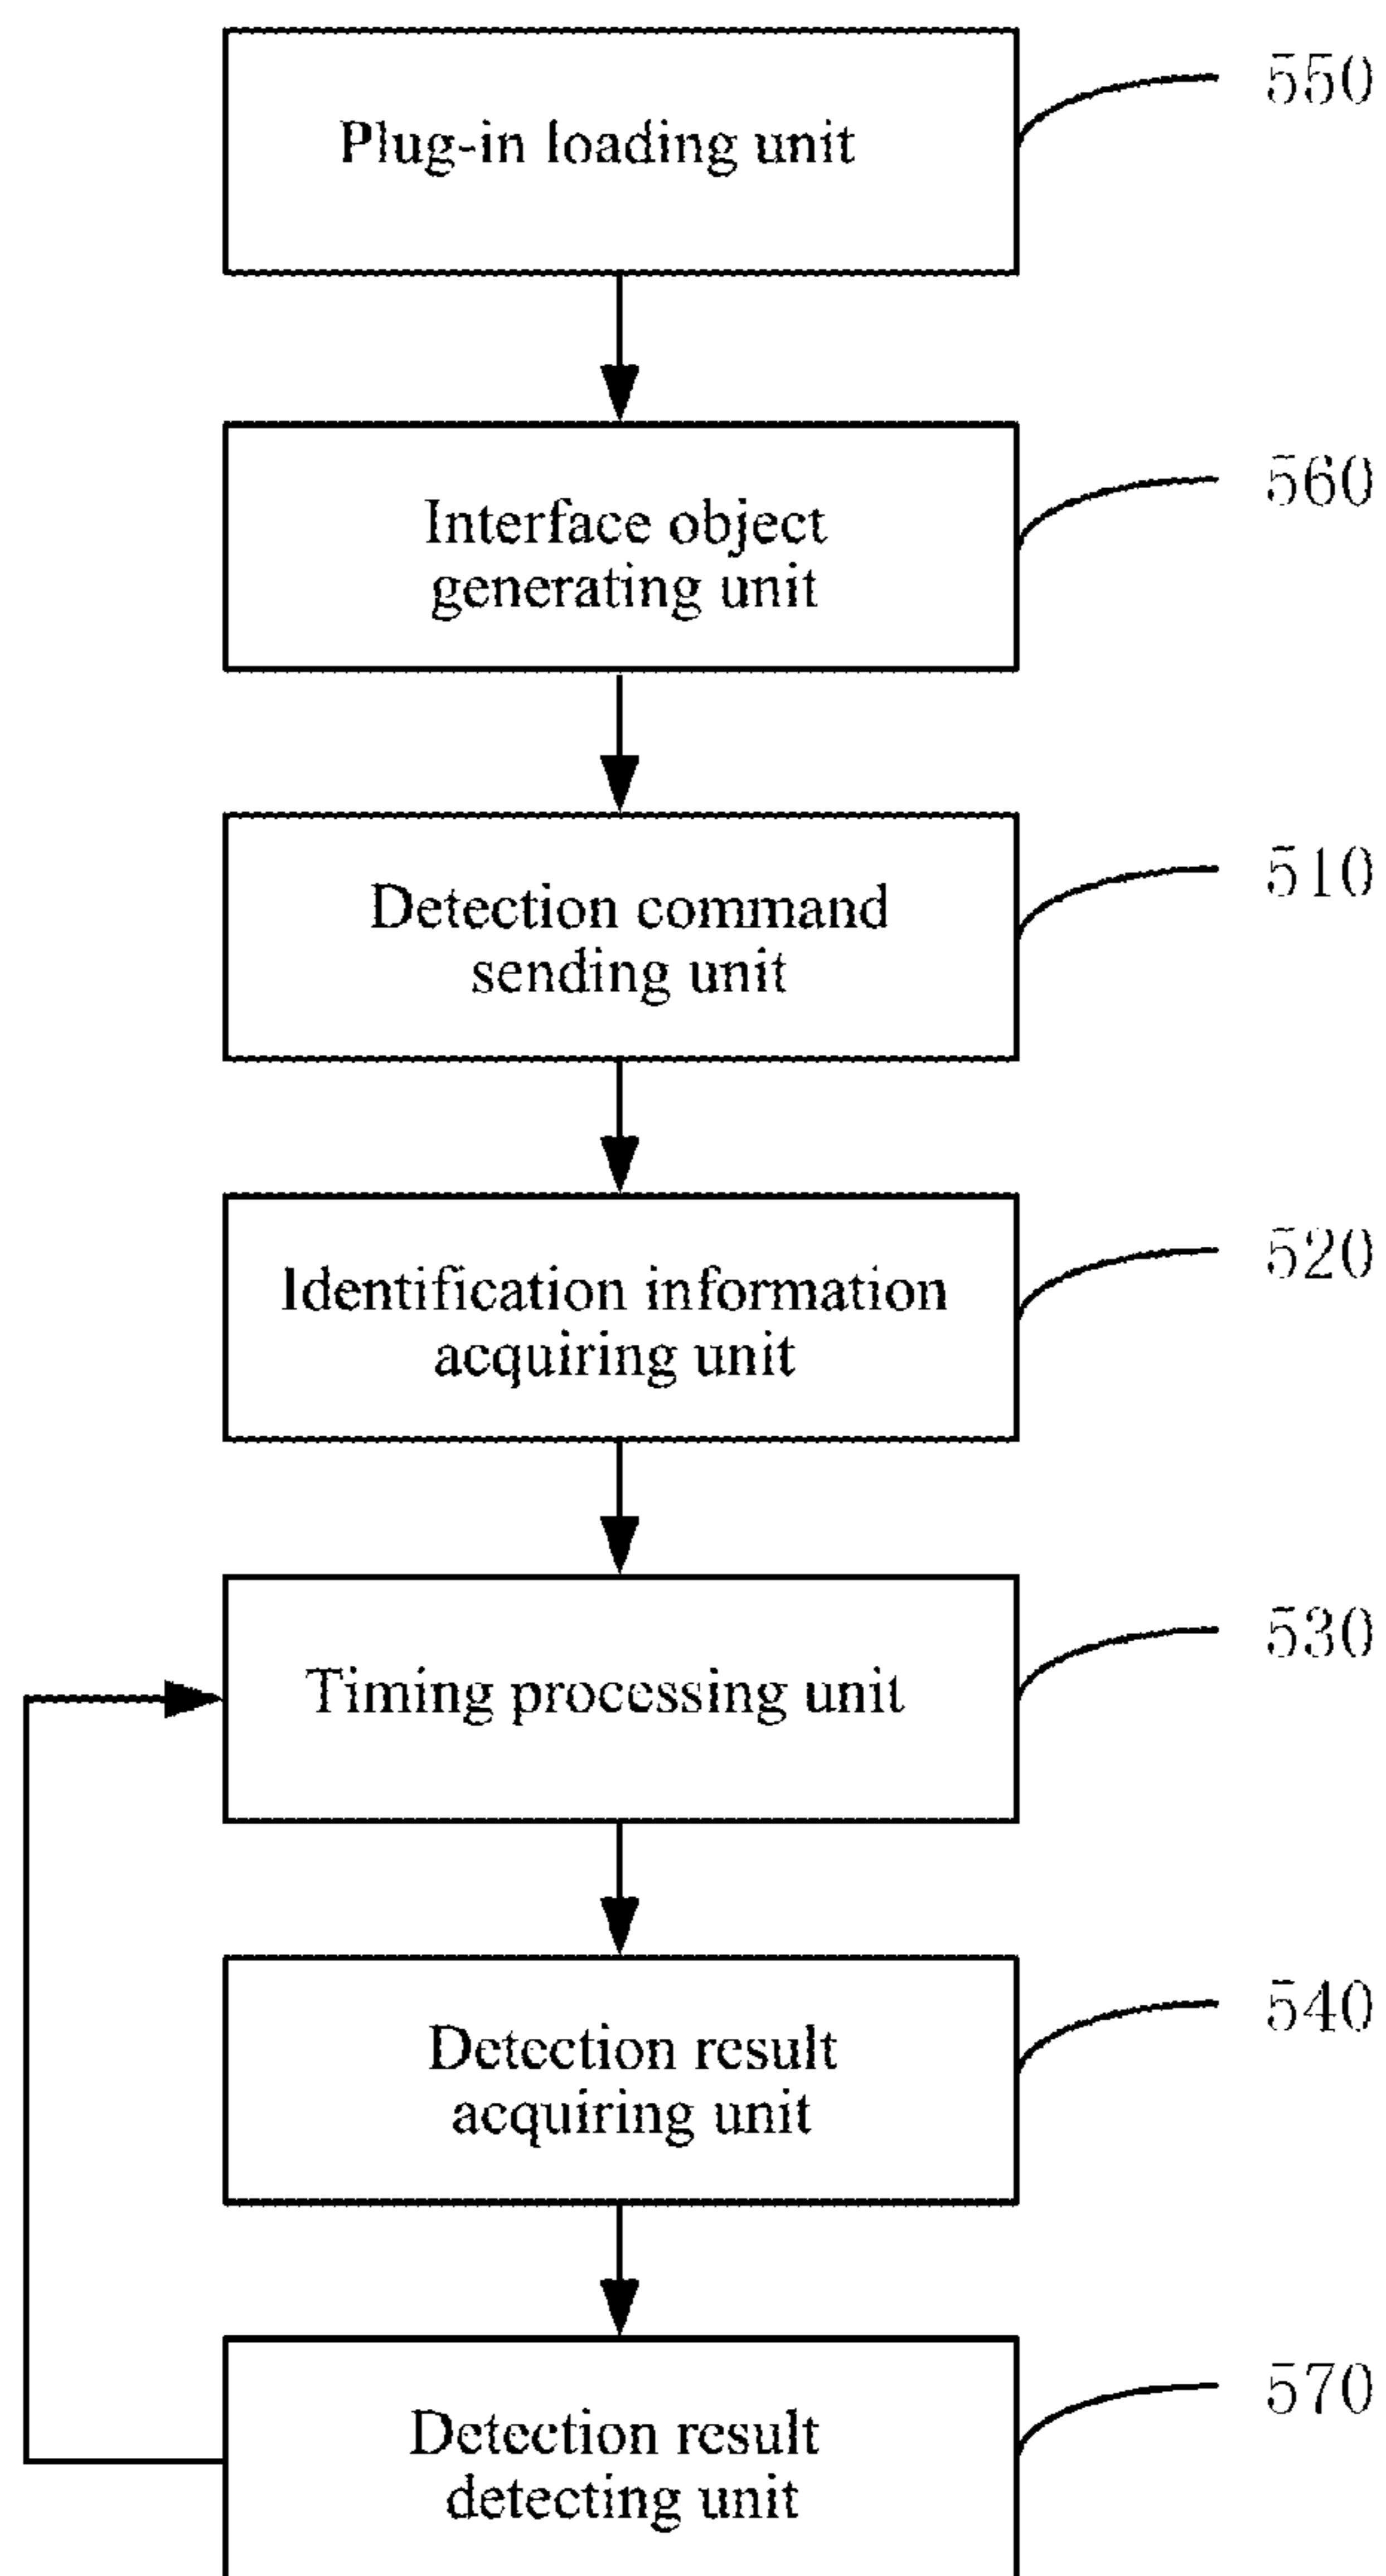 Plug-in loading unit
550
Interface object
generating unit
560
Detection command
sending unit
510
Identification information
acquiring unit
520
Timing processing unit
530
Detection result
acquiring unit
540
Detection result
detecting unit
570